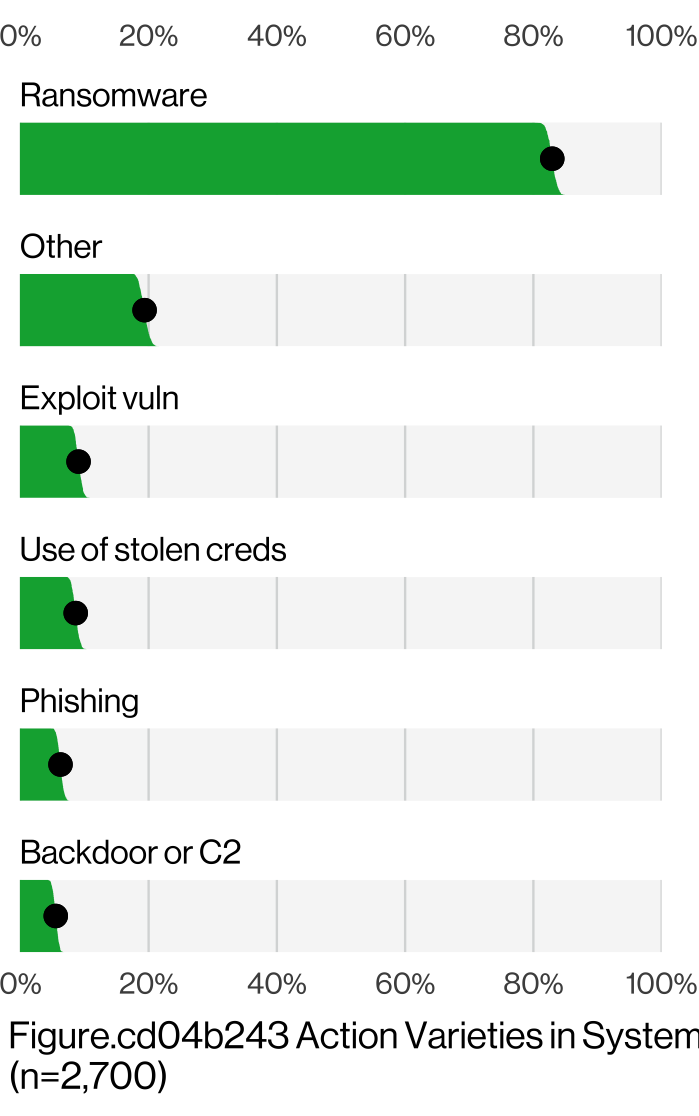 0% 20% 40% 60% 80% 100%
Ransomware
Other
Exploit vuln
Use of stolen creds
Phishing
Backdoor or C2
0% 20% 40% 60% 80% 100%
Figure.cd04b243 Action Varieties in System
(n=2,700)